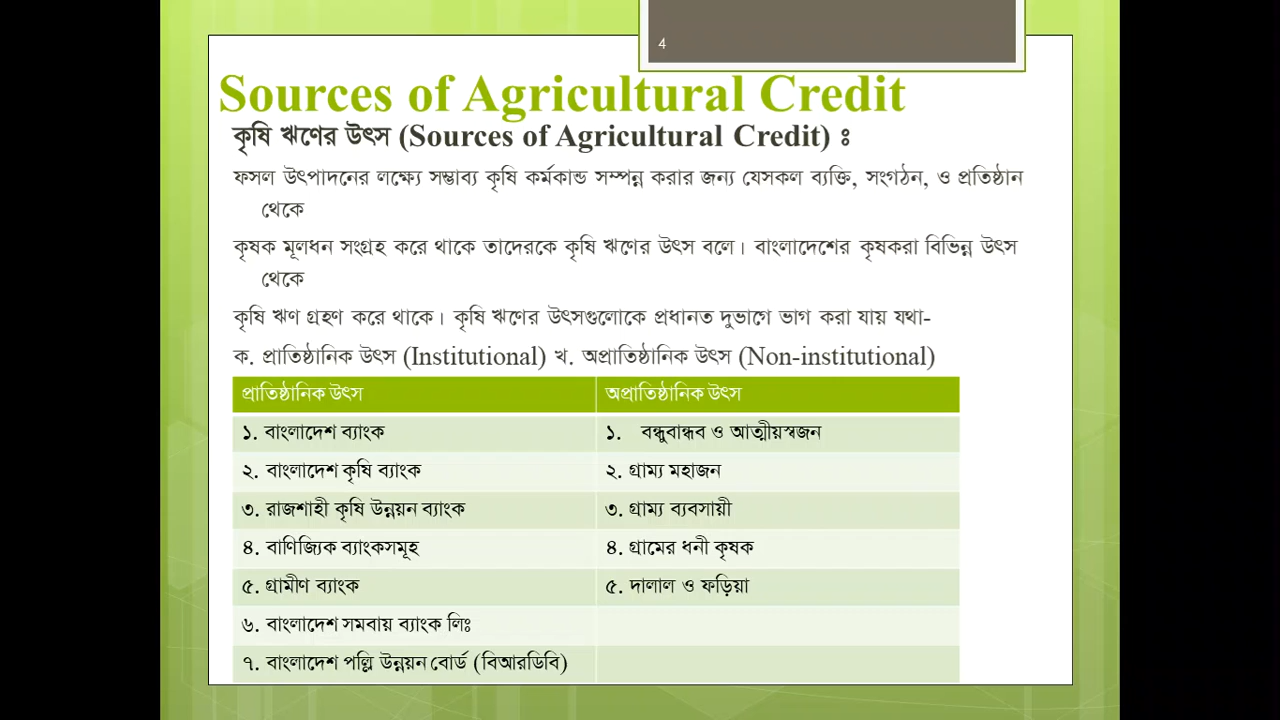 4
Sources of Agricultural Credit
কৃষি ঋণের উৎস (Sources of Agricultural Credit) ঃ
ফসল উৎপাদনের লক্ষ্যে সম্ভাব্য কৃষি কর্মকান্ড সম্পন্ন করার জন্য যেসকল ব্যক্তি, সংগঠন, ও প্রতিষ্ঠান
থেকে
কৃষক মূলধন সংগ্রহ করে থাকে তাদেরকে কৃষি ঋণের উৎস বলে। বাংলাদেশের কৃষকরা বিভিন্ন উৎস
থেকে
কৃষি ঋণ গ্রহণ করে থাকে। কৃষি ঋণের উৎসগুলোকে প্রধানত দুভাগে ভাগ করা যায় যথা-
ক. প্রাতিষ্ঠানিক উৎস (Institutional) খ. অপ্রাতিষ্ঠানিক উৎস (Non-institutional)
প্রাতিষ্ঠানিক উৎস অপ্রাতিষ্ঠানিক উৎস
১. বাংলাদেশ ব্যাংক ১. বন্ধুবান্ধব ও আত্মীয়স্বজন
২. বাংলাদেশ কৃষি ব্যাংক ২. গ্রাম্য মহাজন
৩. রাজশাহী কৃষি উন্নয়ন ব্যাংক ৩. গ্রাম্য ব্যবসায়ী
৪. বাণিজ্যিক ব্যাংকসমূহ ৪. গ্রামের ধনী কৃষক
৫. গ্রামীণ ব্যাংক ৫. দালাল ও ফড়িয়া
৬. বাংলাদেশ সমবায় ব্যাংক লিঃ
৭. বাংলাদেশ পল্লি উন্নয়ন বোর্ড (বিআরডিবি)